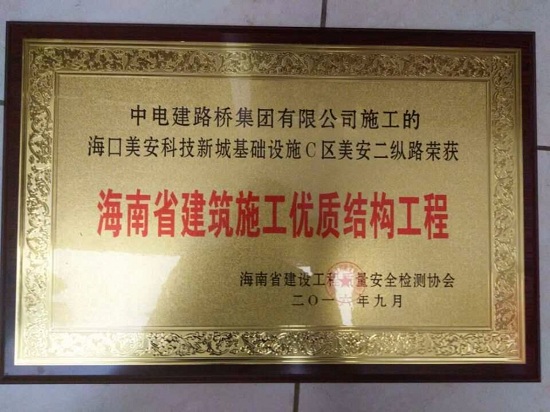 中电建路桥集团有限公司施工的
海口美安科技新城基础设施C区美安二纵路荣获
海南省建筑施工优质结构工程
海南省建设工程质量安全检测协会
二〇一六年九月